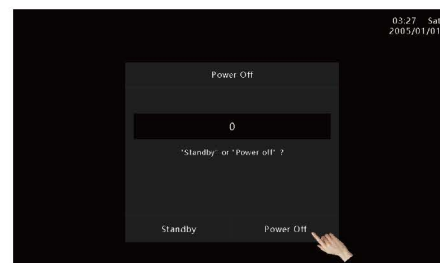 03:27 Sat
2005/01/01
Power Off
0
"Standby" or "Power off" ?
Standby Power Off